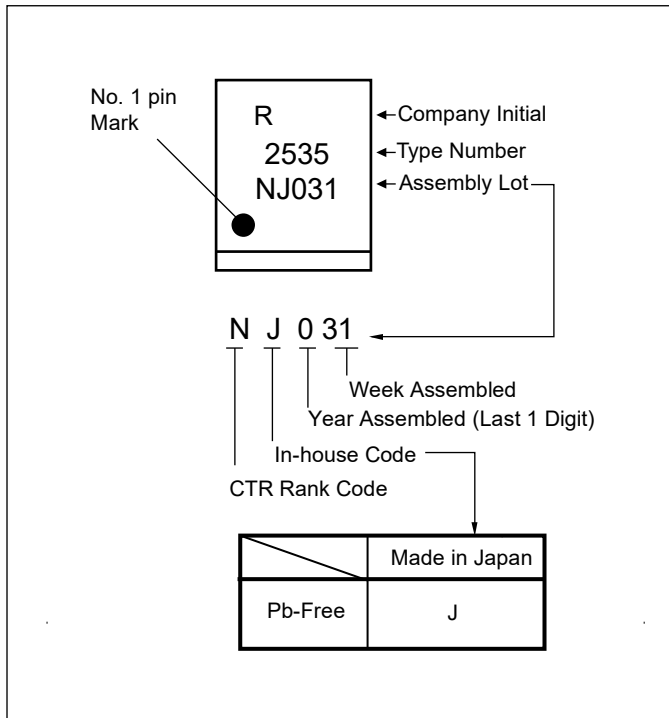 No. 1 pin
Mark
R
2535
NJ031
Company Initial
Type Number
Assembly Lot
N J 0 31
Week Assembled
Year Assembled (Last 1 Digit)
In-house Code
CTR Rank Code
Made in Japan
Pb-Free J